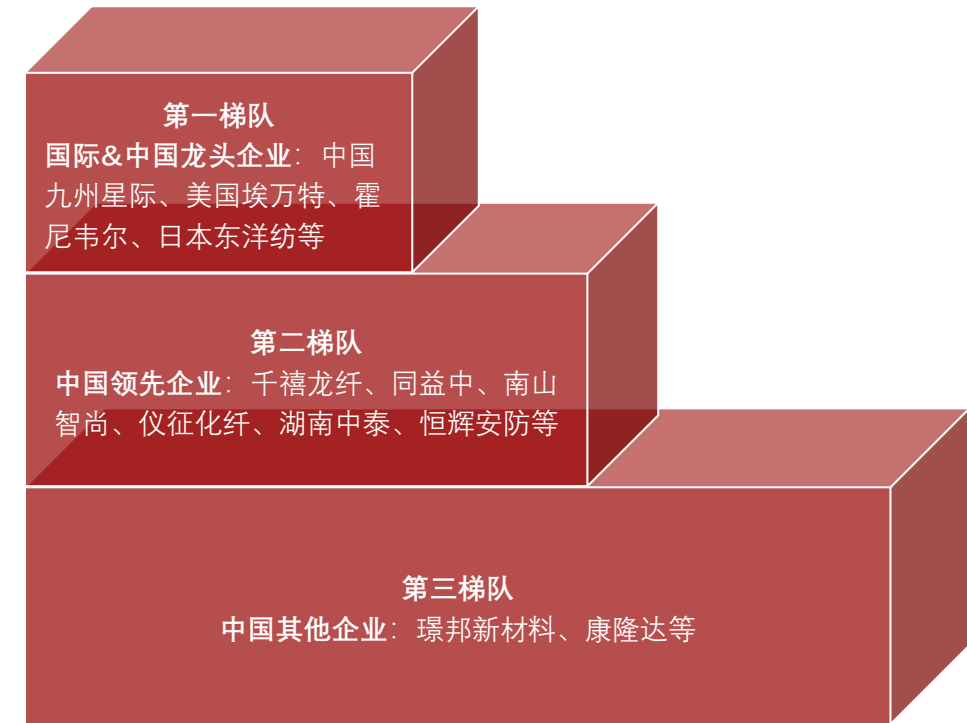 第一梯队
国际&中国龙头企业：中国
九州星际、美国埃万特、霍
尼韦尔、日本东洋纺等
第二梯队
中国领先企业：千禧龙纤、同益中、南山
智尚、仪征化纤、湖南中泰、恒辉安防等
第三梯队
中国其他企业：璟邦新材料、康隆达等